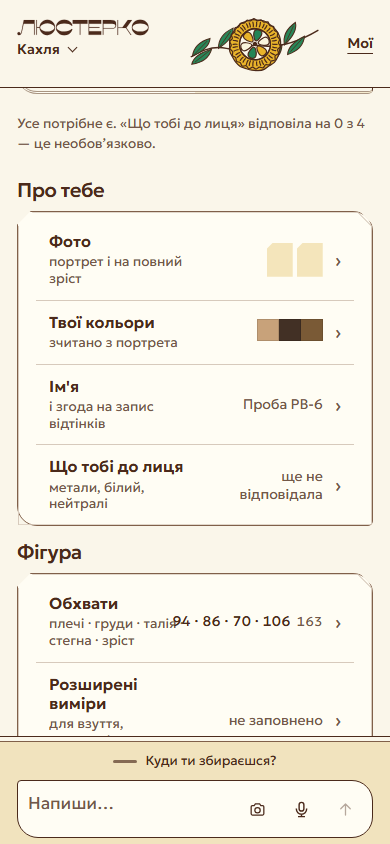 ЛЮСТЕРКО
Кахля
Мої
Усе потрібне є. «Що тобі до лиця» відповіла на 0 з 4
— це необов’язково.
Про тебе
Фото
портрет і на повний
зріст
Твої кольори
зчитано з портрета
Ім'я
і згода на запис
відтінків
Проба РВ-6
Що тобі до лиця
метали, білий,
нейтралі
ще не
відповідала
Фігура
Обхвати
плечі · груди · талія
стегна · зріст
94 · 86 · 70 · 106 163
Розширені
виміри
для взуття,
не заповнено
Куди ти збираєшся?
Напиши...